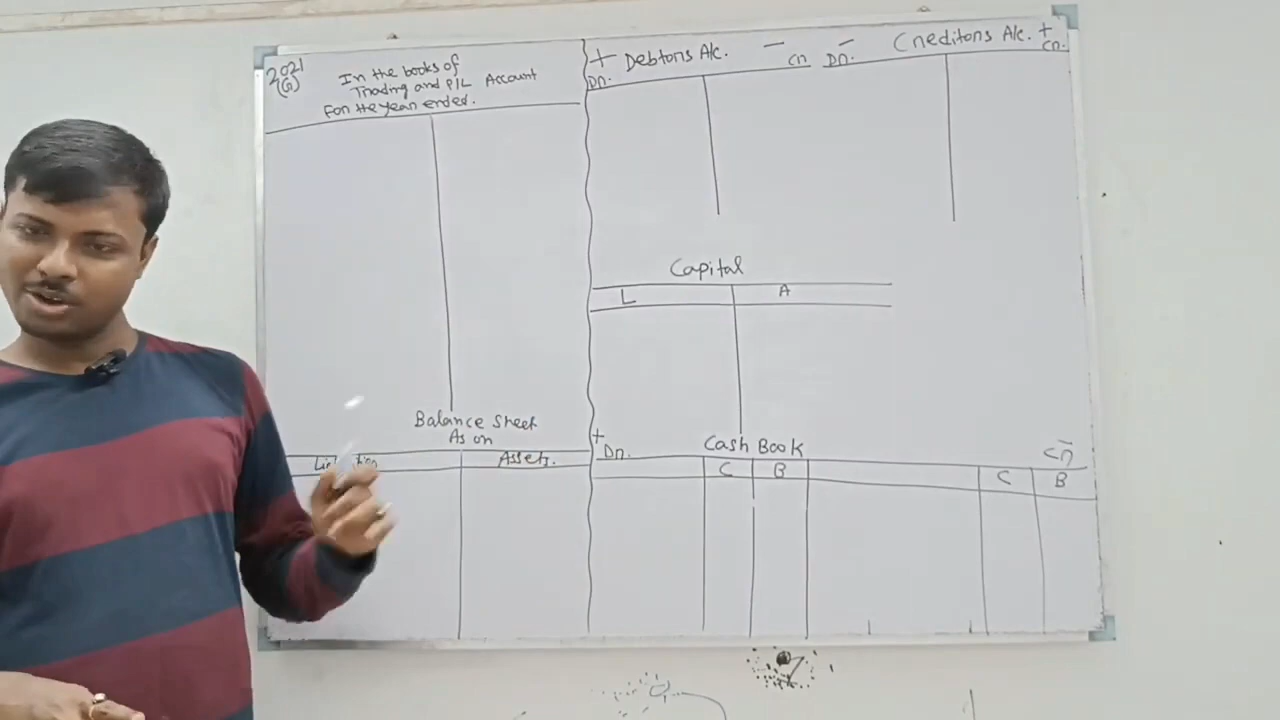 2021
(G)
In the books of
Trading and P/L Account
For the year ended.
Balance Sheet
As on
Assets.
+ Debtors A/c. −
Dr. Cr
− Creditors A/c. +
Dr. Cr.
Capital
L A
+ Cash Book −
Dr. Cr
C B C B